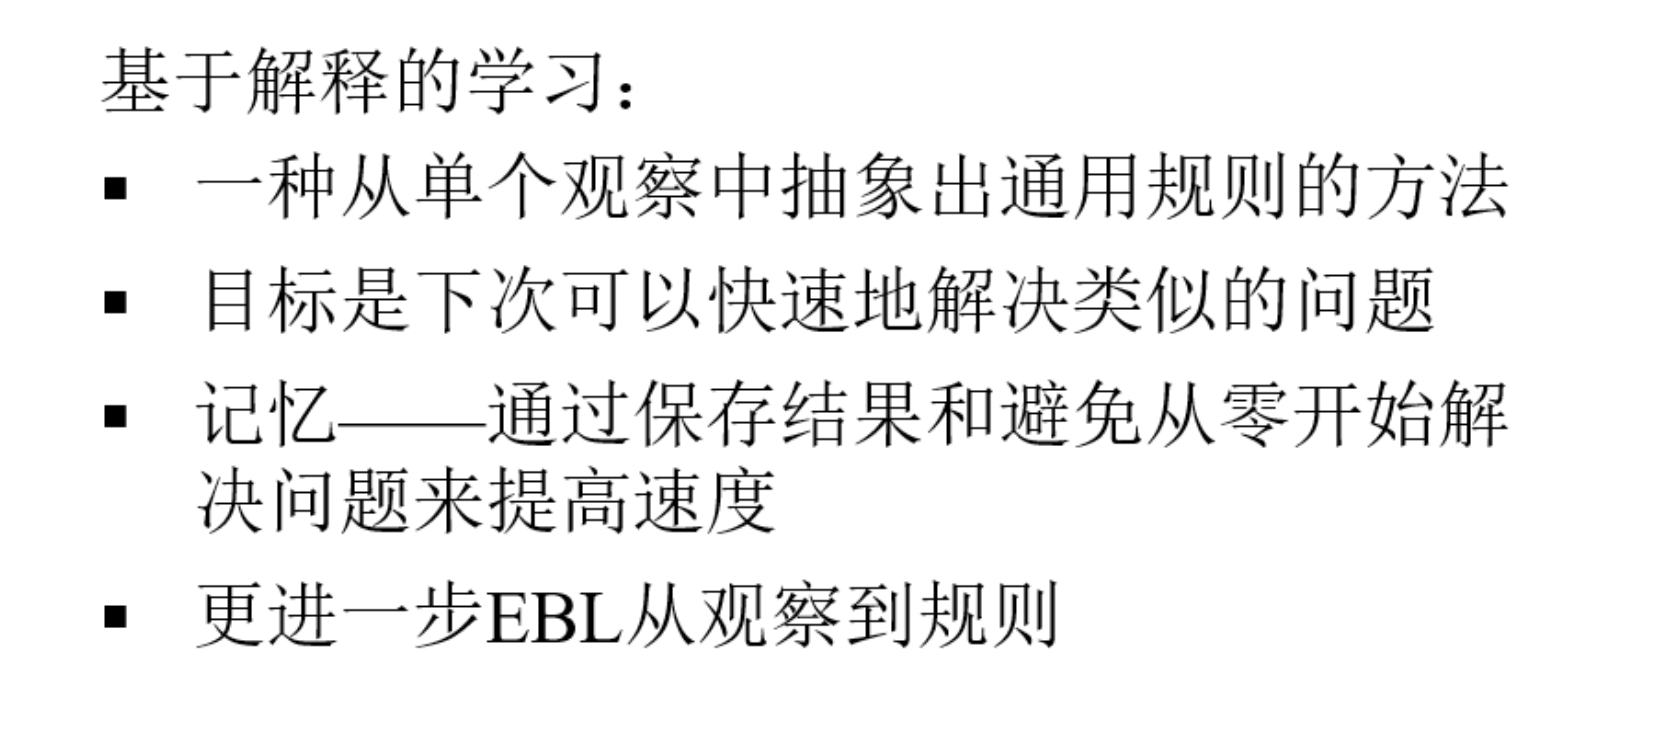 基于解释的学习：
▪ 一种从单个观察中抽象出通用规则的方法
▪ 目标是下次可以快速地解决类似的问题
▪ 记忆——通过保存结果和避免从零开始解
决问题来提高速度
▪ 更进一步EBL从观察到规则